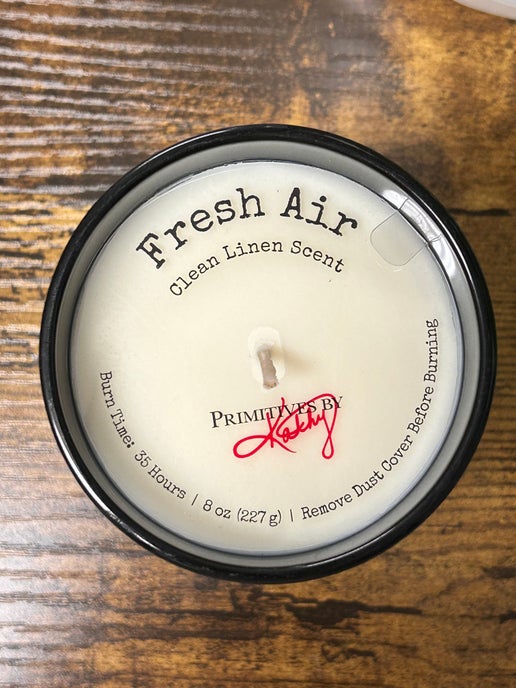 Fresh Air
Clean Linen Scent
PRIMITIVES BY
Kathy
Burn Time: 35 Hours | 8 oz (227 g) | Remove Dust Cover Before Burning